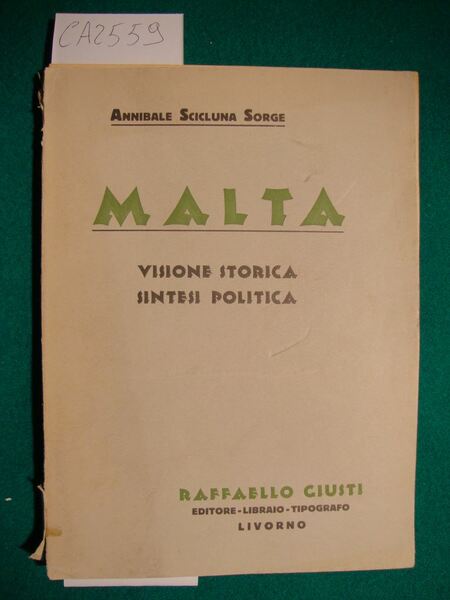 CA2559
ANNIBALE SCICLUNA SORGE
MALTA
VISIONE STORICA
SINTESI POLITICA
RAFFAELLO GIUSTI
EDITORE-LIBRAIO-TIPOGRAFO
LIVORNO